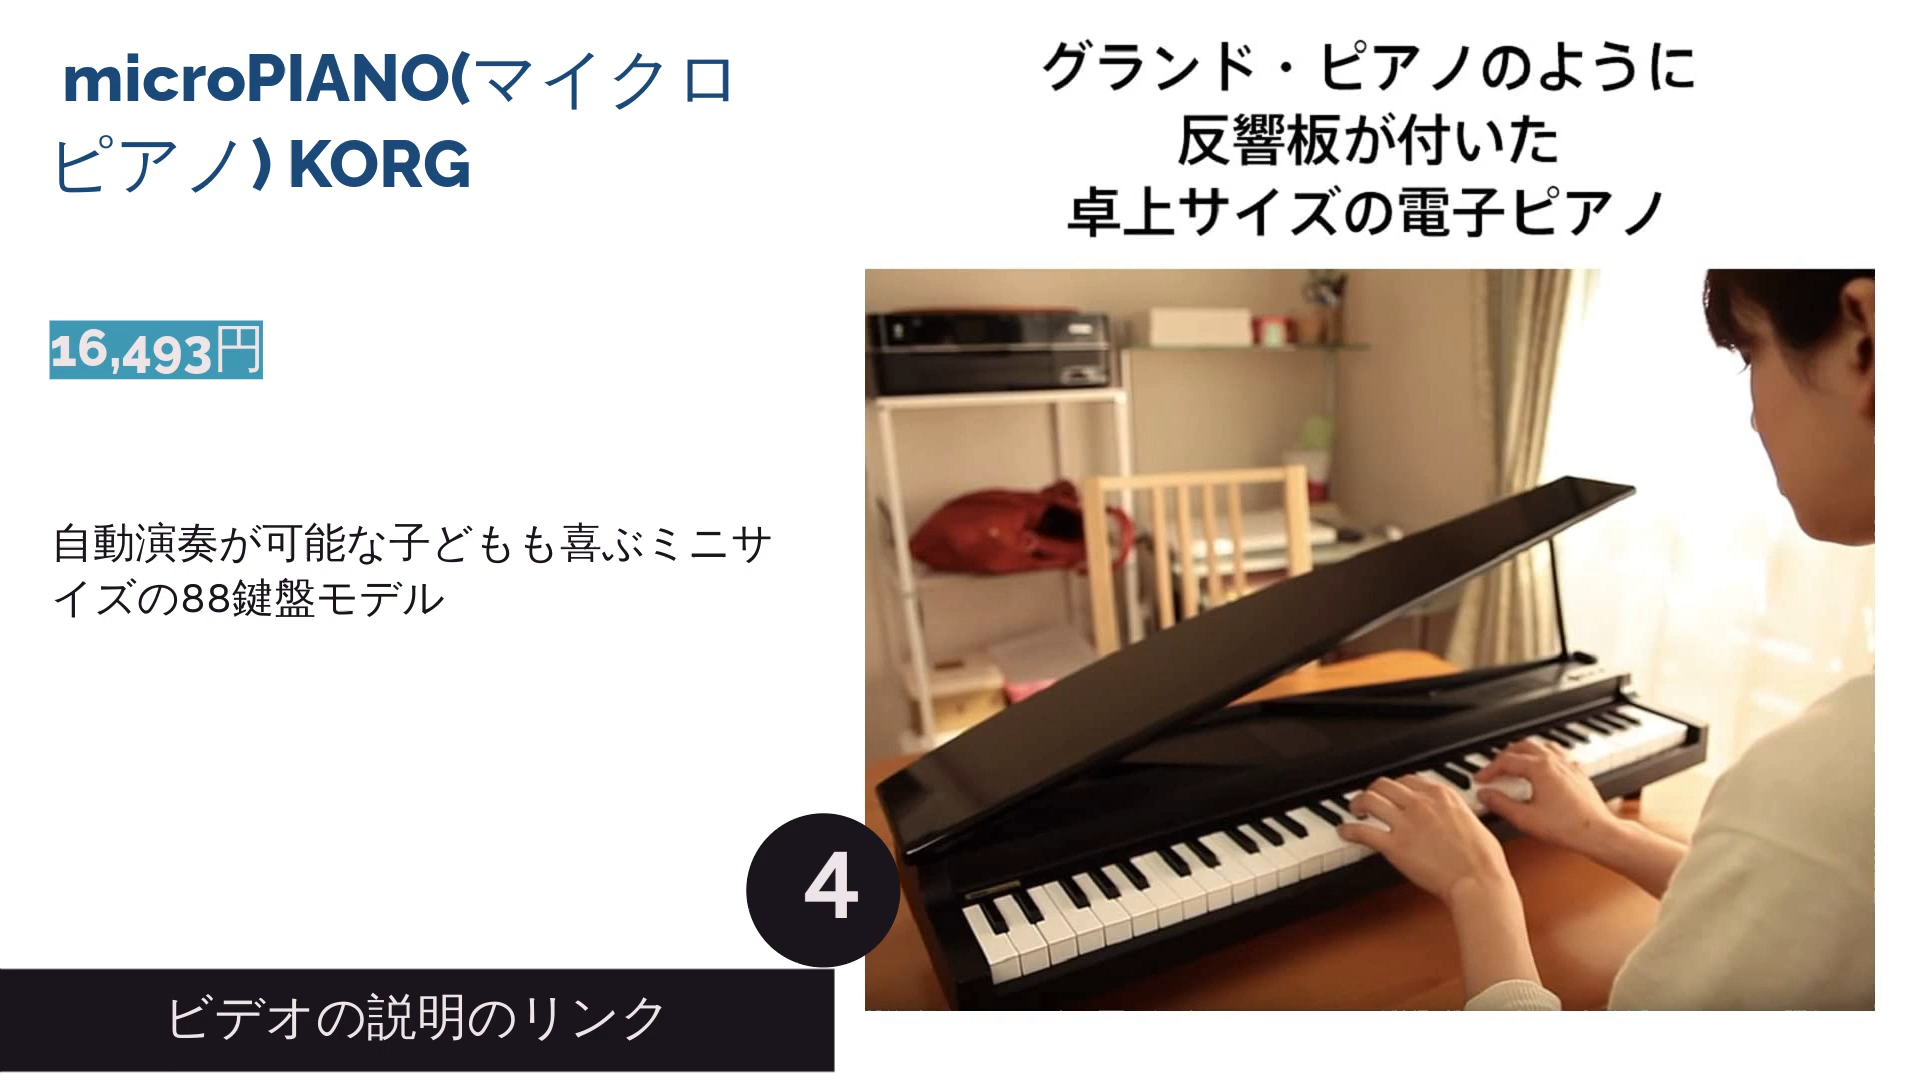 microPIANO(マイクロ
ピアノ) KORG
16,493円
自動演奏が可能な子どもも喜ぶミニサ
イズの88鍵盤モデル
4
ビデオの説明のリンク
グランド・ピアノのように
反響板が付いた
卓上サイズの電子ピアノ